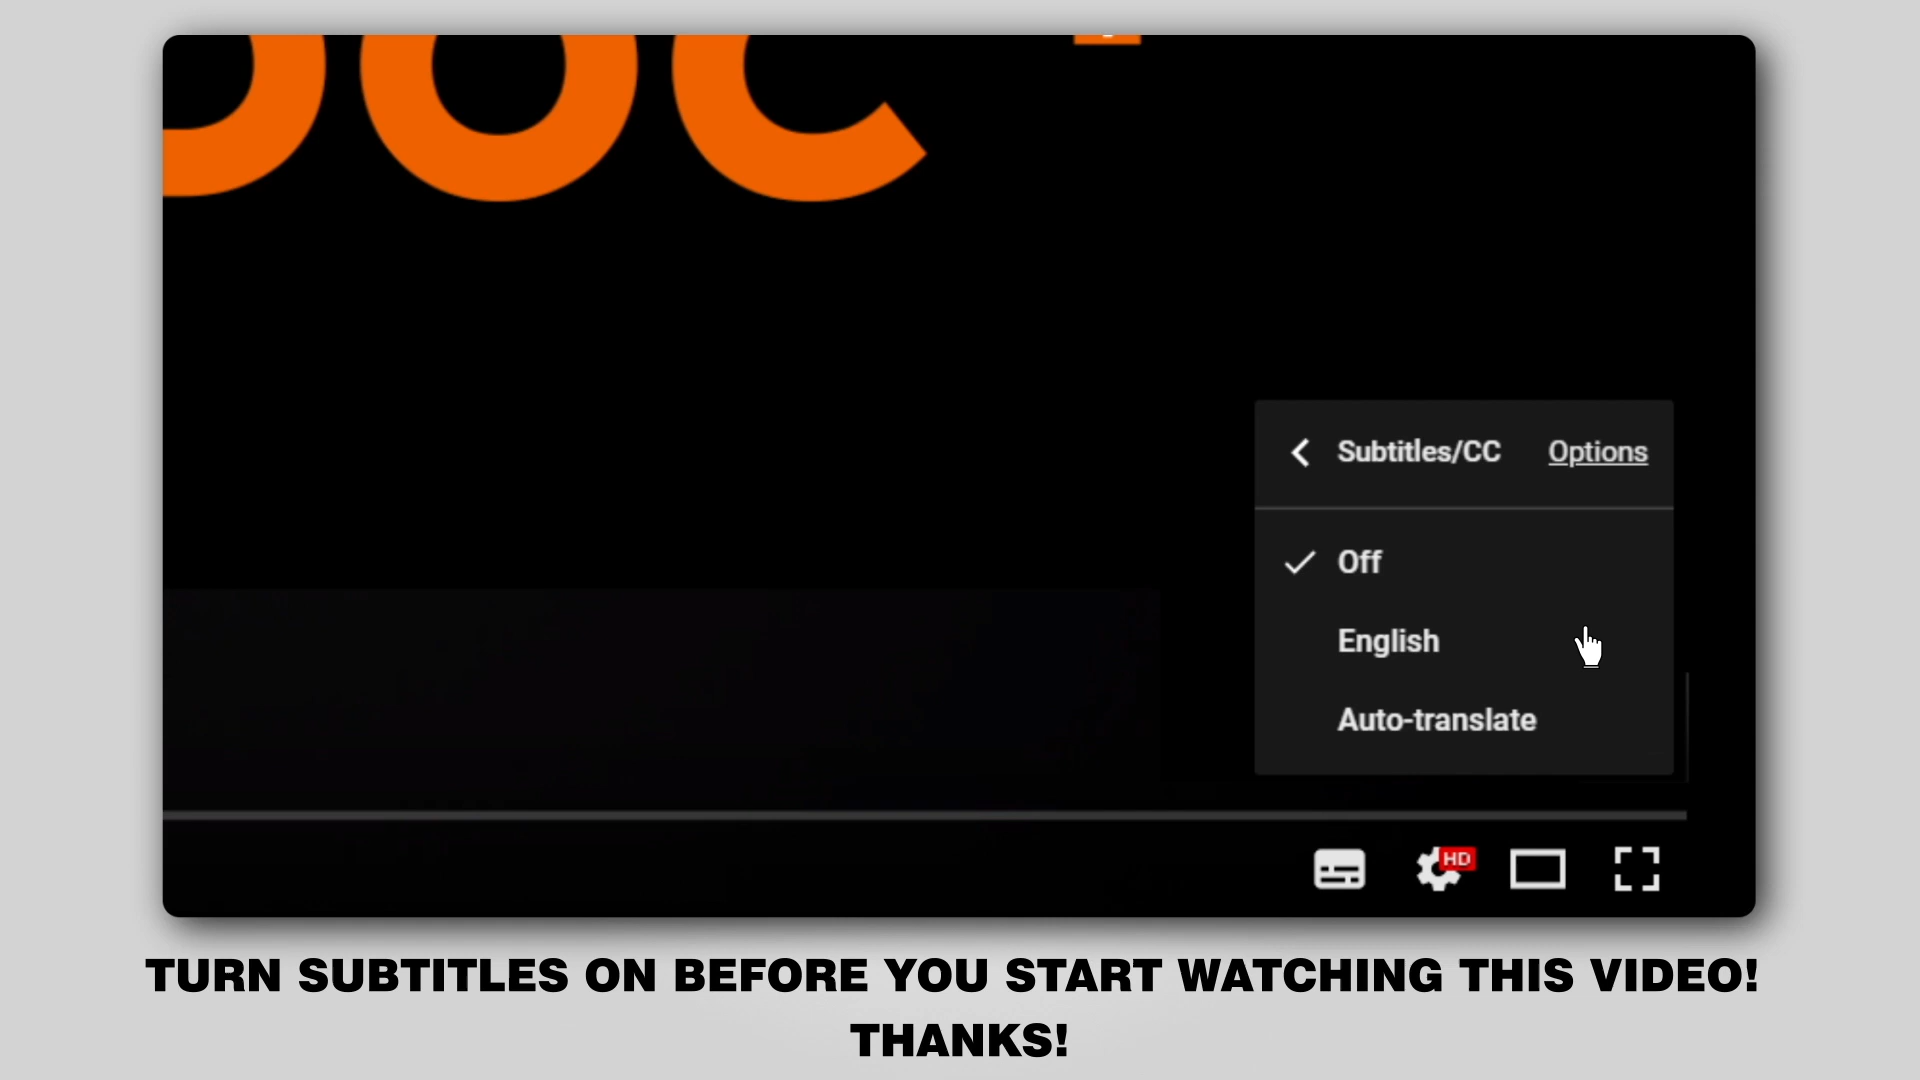 Subtitles/CC Options
Off
English
Auto-translate
HD
TURN SUBTITLES ON BEFORE YOU START WATCHING THIS VIDEO!
THANKS!